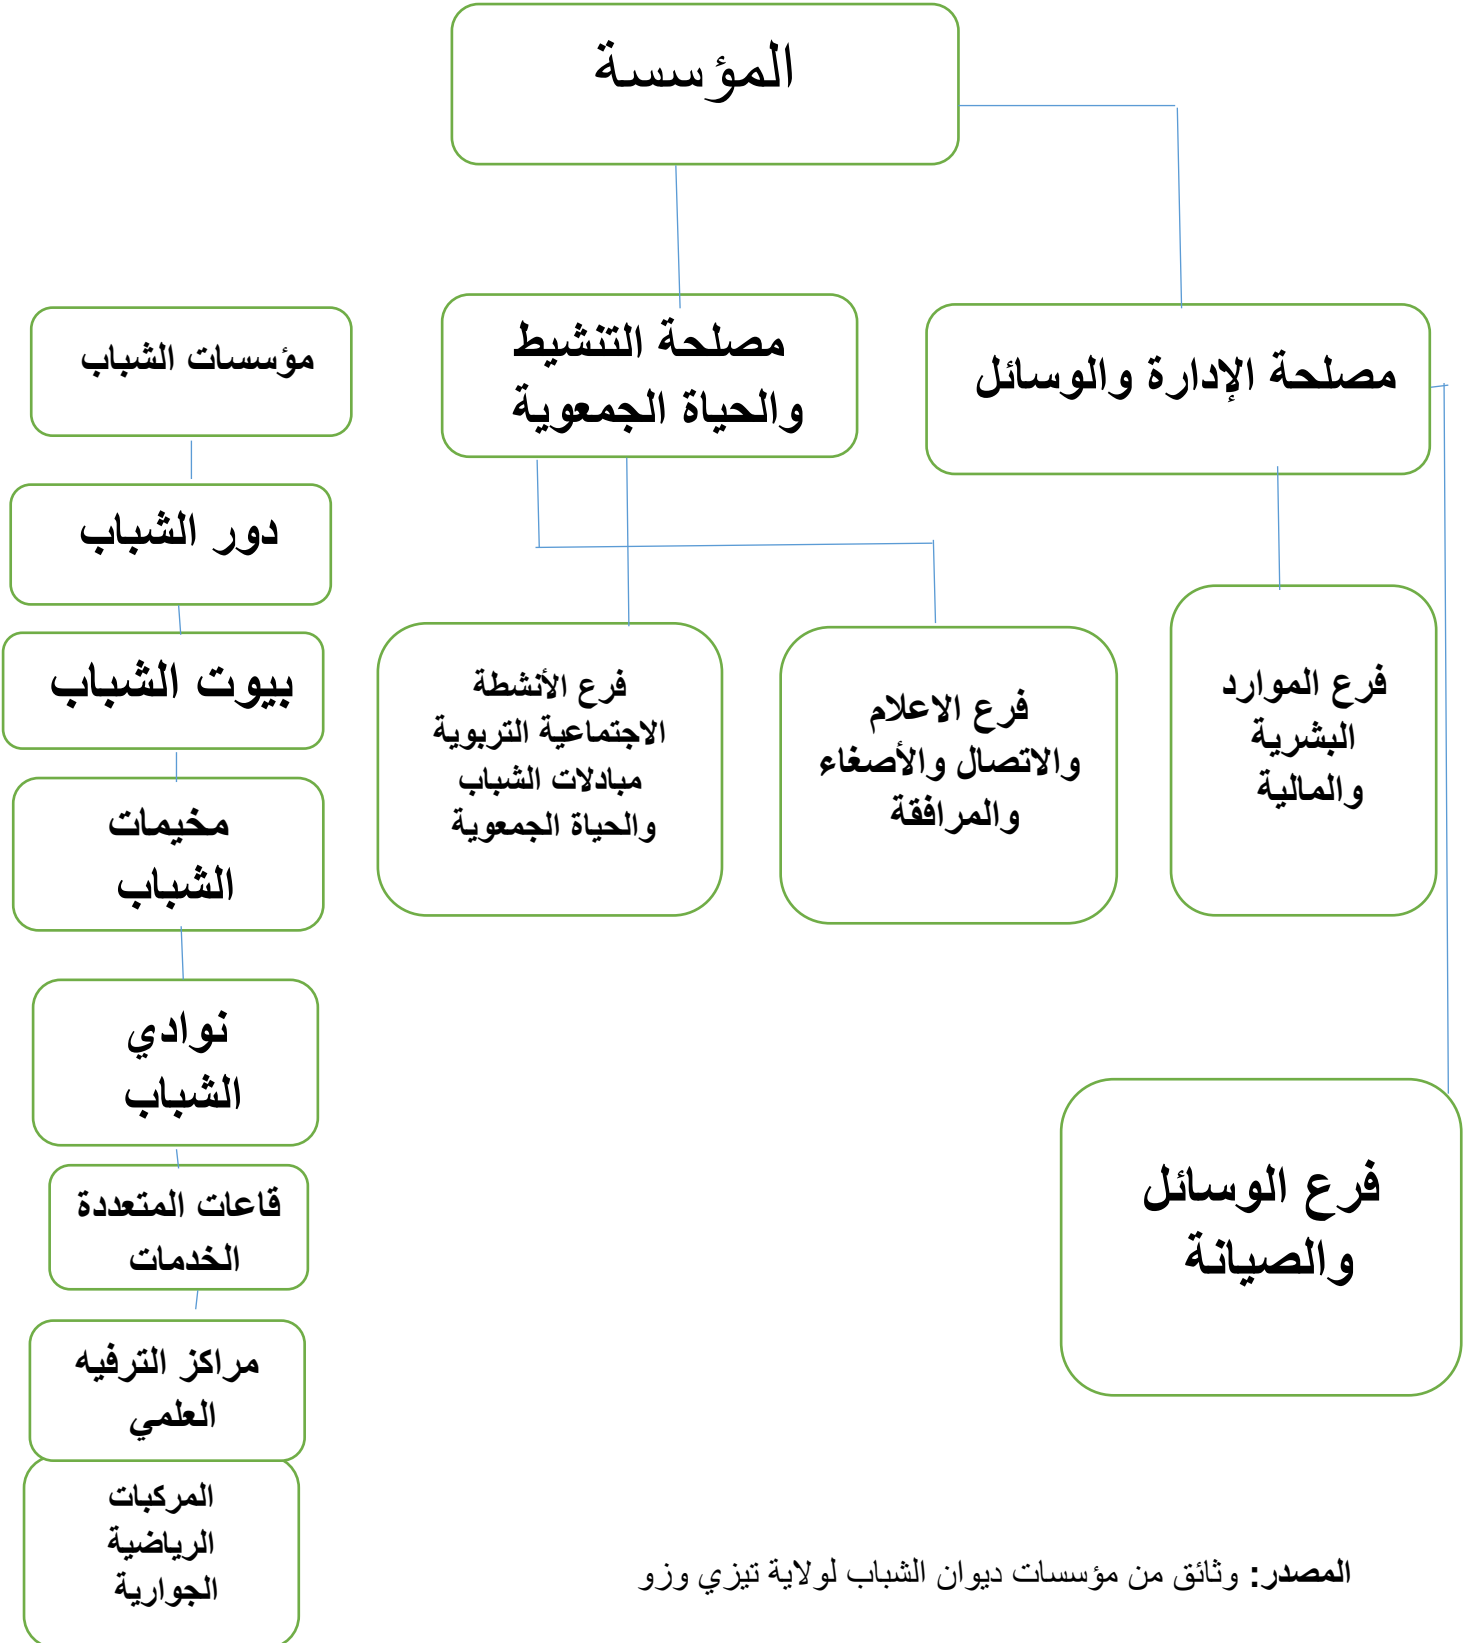 المؤسسة
مصلحة الإدارة والوسائل
مصلحة التنشيط
والحياة الجمعوية
مؤسسات الشباب
دور الشباب
بيوت الشباب
مخيمات
الشباب
نوادي
الشباب
قاعات المتعددة
الخدمات
مراكز الترفيه
العلمي
المركبات
الرياضية
الجوارية
فرع الموارد
البشرية
والمالية
فرع الاعلام
والاتصال والأصغاء
والمرافقة
فرع الأنشطة
الاجتماعية التربوية
مبادلات الشباب
والحياة الجمعوية
فرع الوسائل
والصيانة
المصدر: وثائق من مؤسسات ديوان الشباب لولاية تيزي وزو